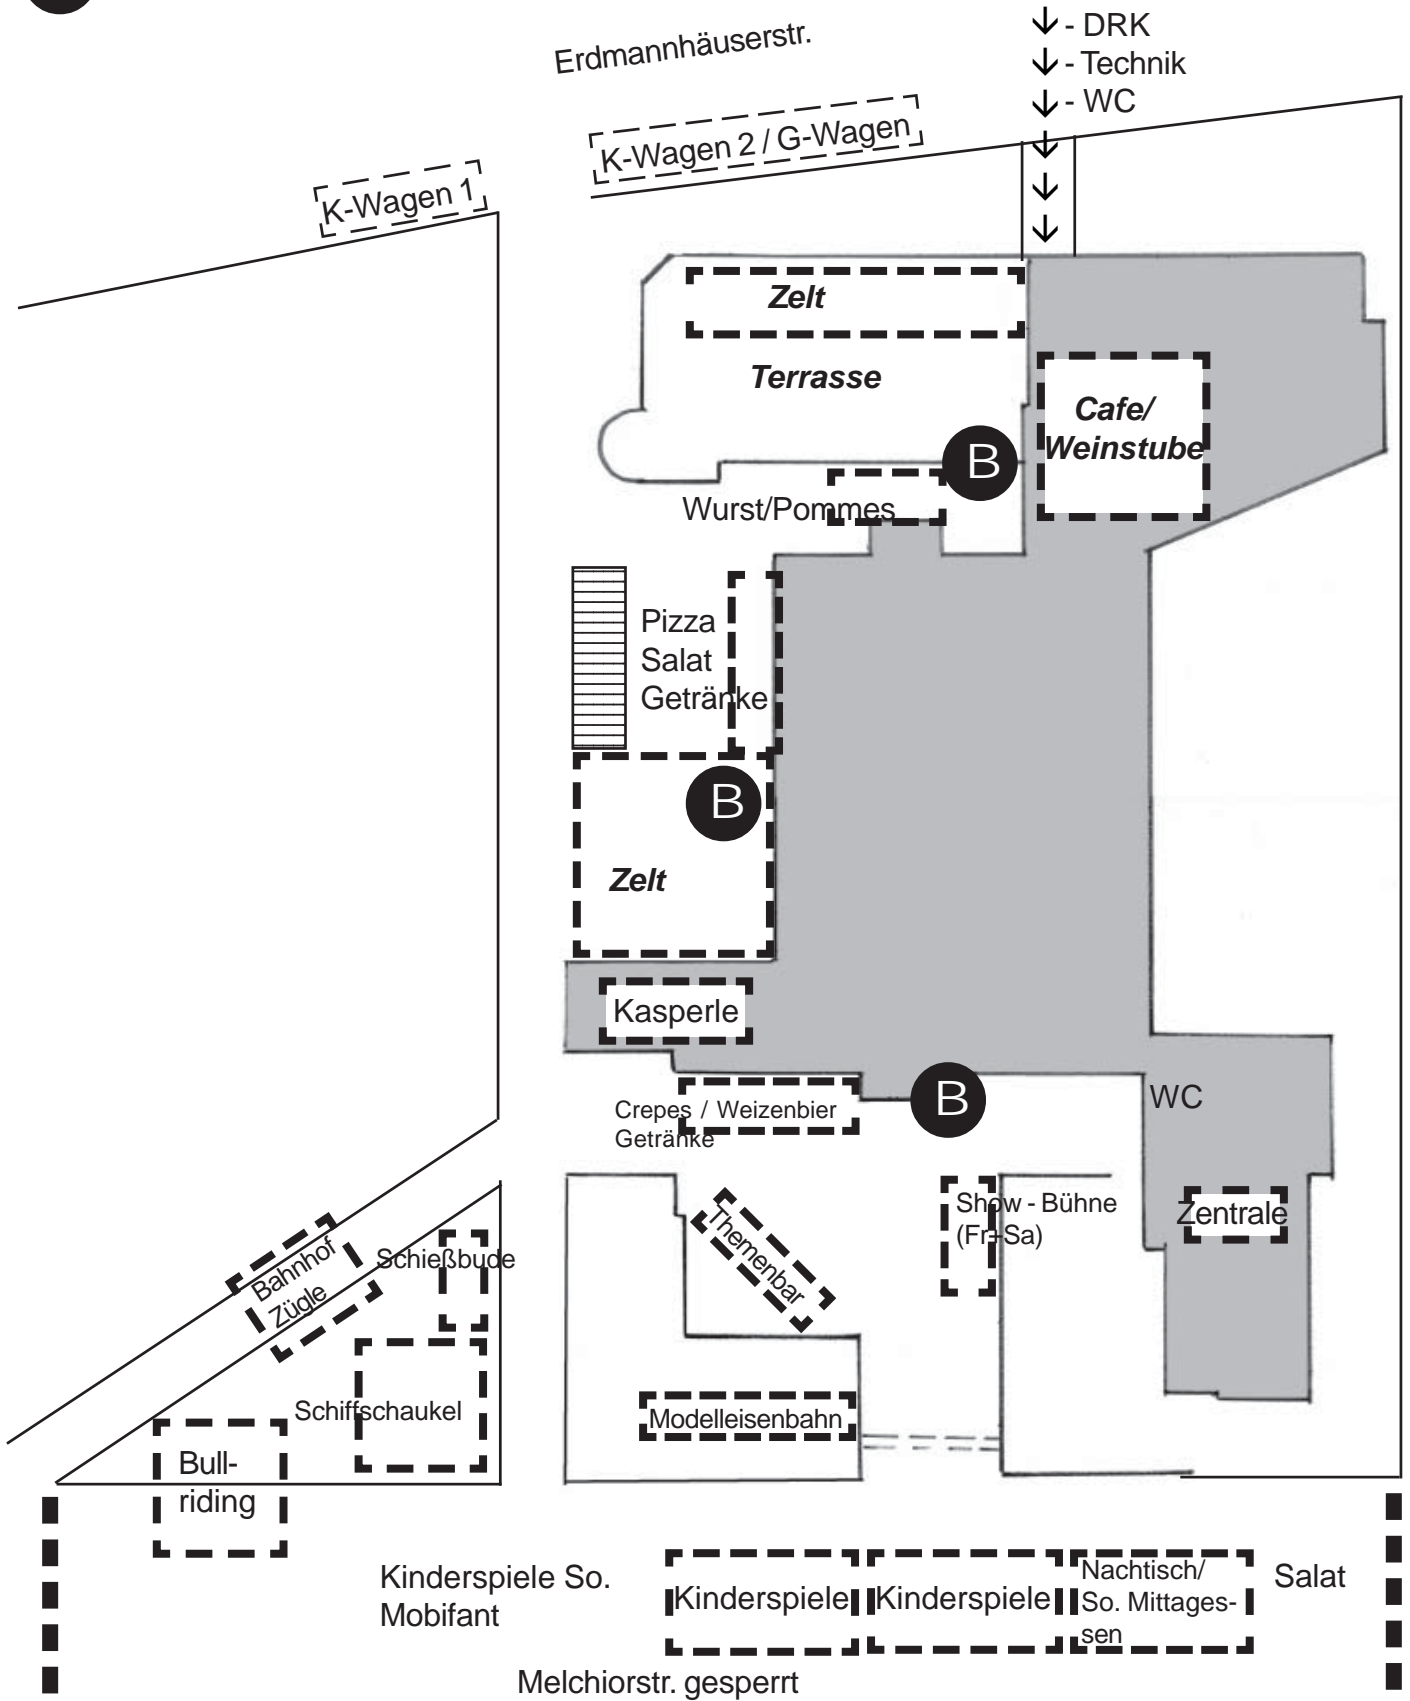 - DRK
Erdmannhäuserstr.
- Technik
- WC
K-Wagen 2 / G-Wagen
K-Wagen 1
Zelt
Terrasse
Cafe/
Weinstube
B
Wurst/Pommes
Pizza
Salat
Getränke
B
Zelt
Kasperle
WC
B
Crepes / Weizenbier
Getränke
Show - Bühne
(Fr+Sa)
Zentrale
Themenbar
Schießbude
Bahnhof
Zügle
Schiffschaukel
Modelleisenbahn
Bull-
riding
Kinderspiele So.
Mobifant
Kinderspiele
Kinderspiele
Nachtisch/
So. Mittages-
sen
Salat
Melchiorstr. gesperrt